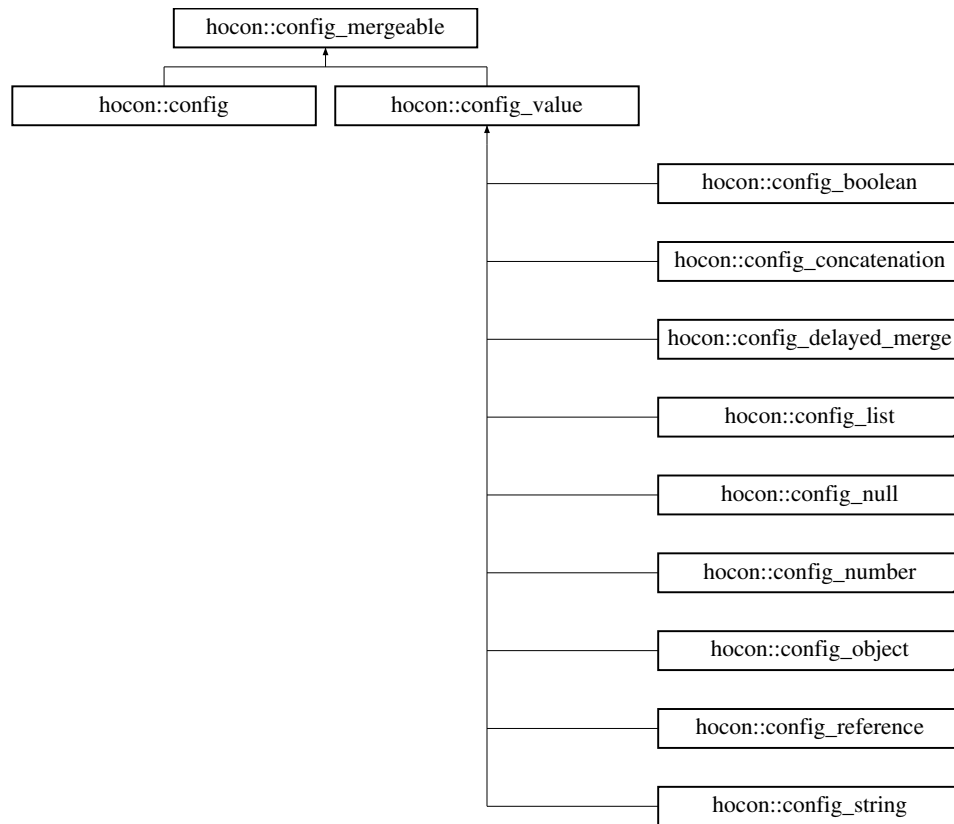 hocon::config_mergeable
hocon::config
hocon::config_value
hocon::config_boolean
hocon::config_concatenation
hocon::config_delayed_merge
hocon::config_list
hocon::config_null
hocon::config_number
hocon::config_object
hocon::config_reference
hocon::config_string